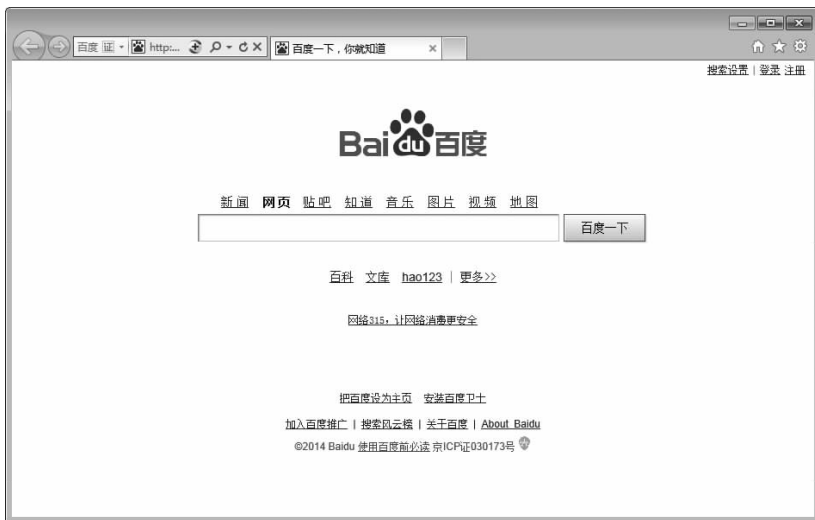 百度 证 http:... 百度一下，你就知道
搜索设置 | 登录 注册
Bai du 百度
新闻 网页 贴吧 知道 音乐 图片 视频 地图
百度一下
百科 文库 hao123 | 更多>>
网络315，让网络消费更安全
把百度设为主页 安装百度卫士
加入百度推广 | 搜索风云榜 | 关于百度 | About Baidu
©2014 Baidu 使用百度前必读 京ICP证030173号